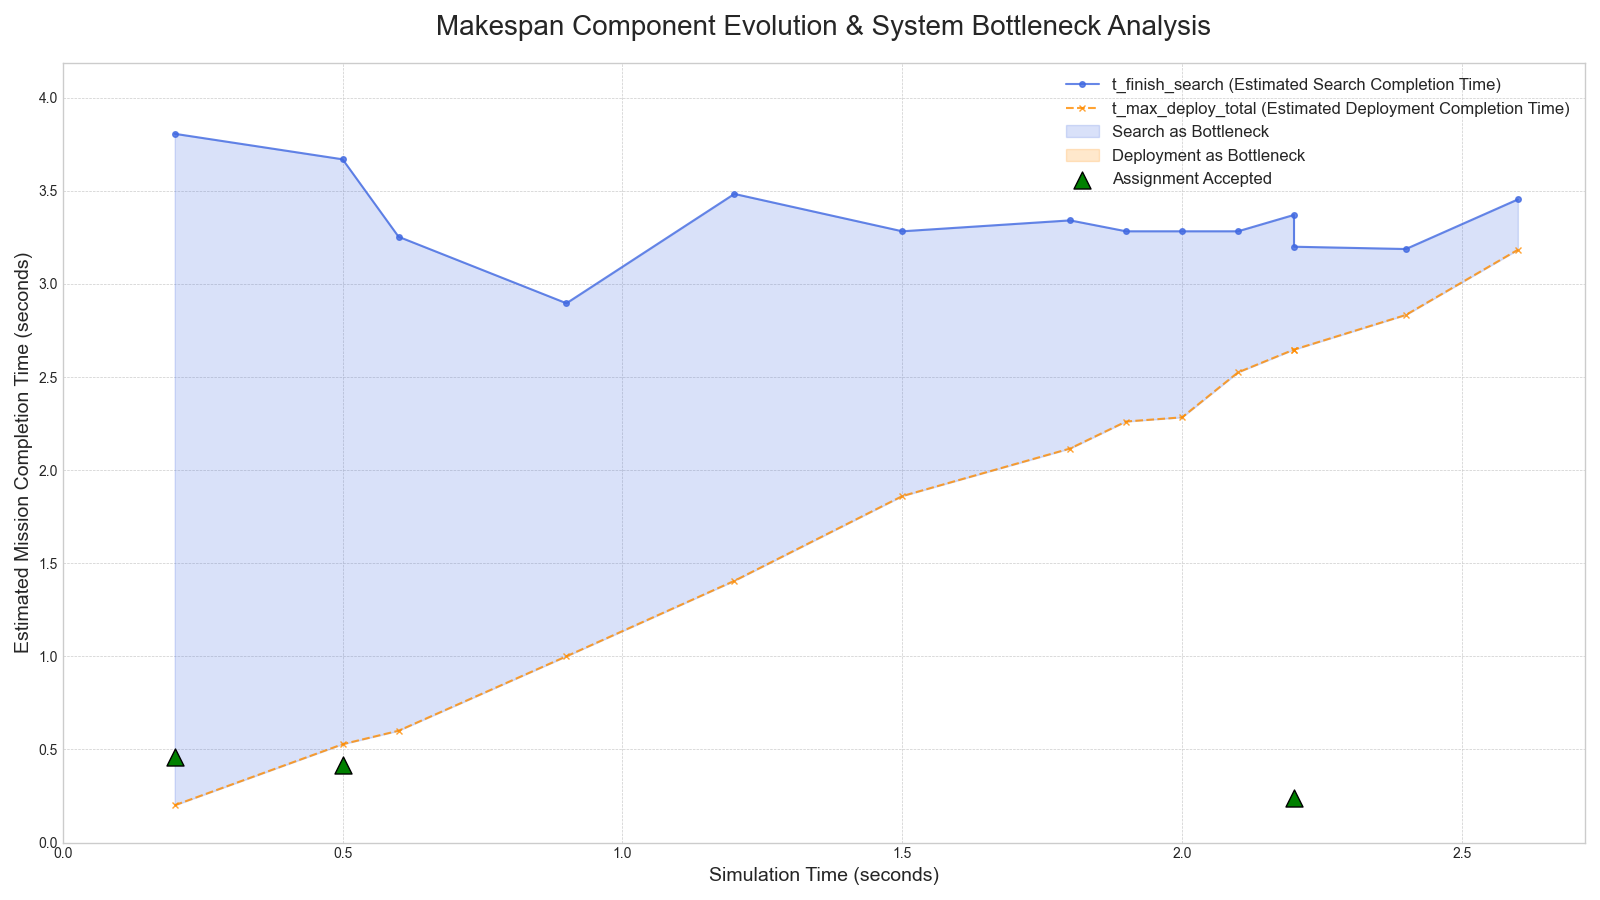 Makespan Component Evolution & System Bottleneck Analysis
t_finish_search (Estimated Search Completion Time)
t_max_deploy_total (Estimated Deployment Completion Time)
Search as Bottleneck
Deployment as Bottleneck
Assignment Accepted
Estimated Mission Completion Time (seconds)
4.0
3.5
3.0
2.5
2.0
1.5
1.0
0.5
0.0
0.0 0.5 1.0 1.5 2.0 2.5
Simulation Time (seconds)